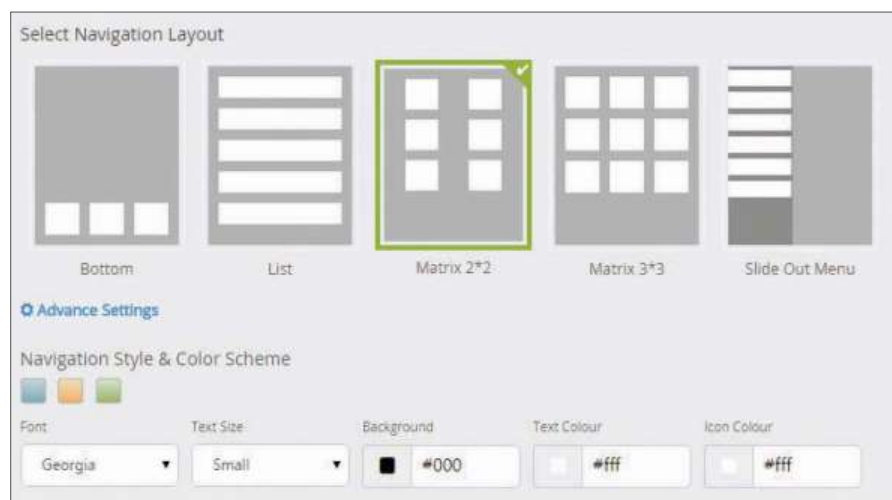 Select Navigation Layout
Bottom List Matrix 2*2 Matrix 3*3 Slide Out Menu
Advance Settings
Navigation Style & Color Scheme
Font Text Size Background Text Colour Icon Colour
Georgia Small #000 #fff #fff